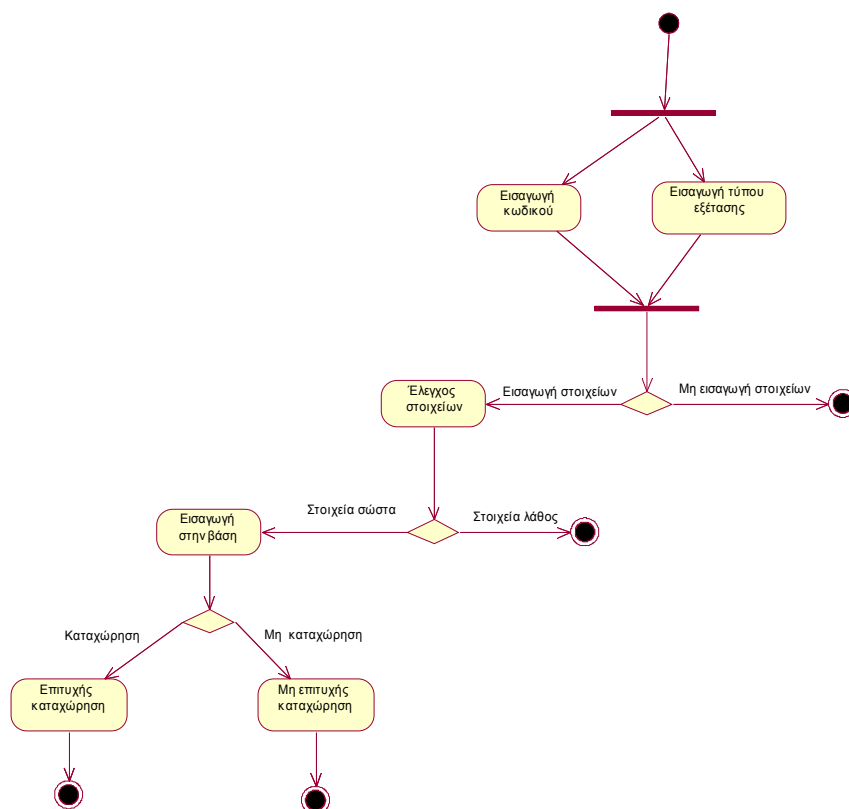 Εισαγωγή
κωδικού
Εισαγωγή τύπου
εξέτασης
Έλεγχος
στοιχείων
Εισαγωγή στοιχείων
Μη εισαγωγή στοιχείων
Εισαγωγή
στην βάση
Στοιχεία σώστα
Στοιχεία λάθος
Καταχώρηση
Μη καταχώρηση
Επιτυχής
καταχώρηση
Μη επιτυχής
καταχώρηση